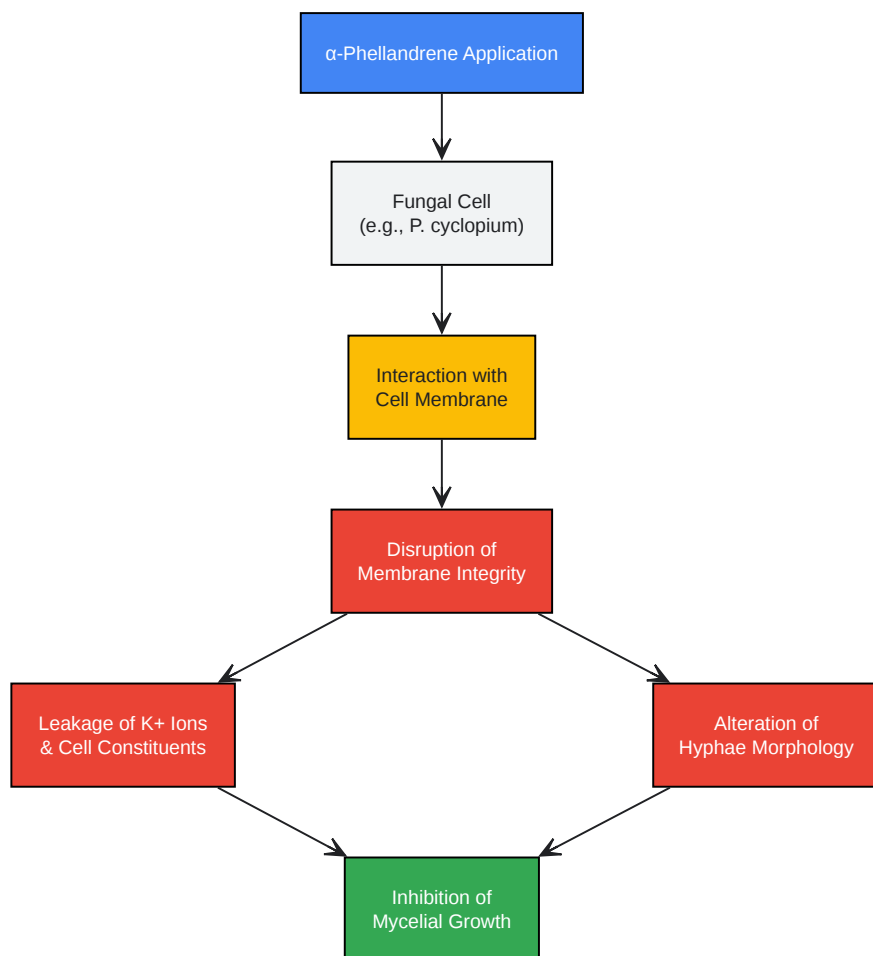 α-Phellandrene Application
Fungal Cell
(e.g., P. cyclopium)
Interaction with
Cell Membrane
Disruption of
Membrane Integrity
Leakage of K+ Ions
& Cell Constituents
Alteration of
Hyphae Morphology
Inhibition of
Mycelial Growth